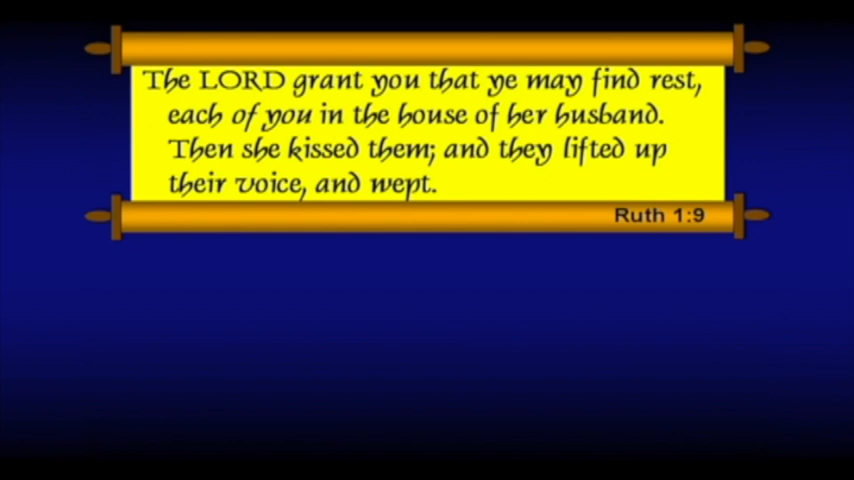 The LORD grant you that ye may find rest,
each of you in the house of her husband.
Then she kissed them; and they lifted up
their voice, and wept.
Ruth 1:9